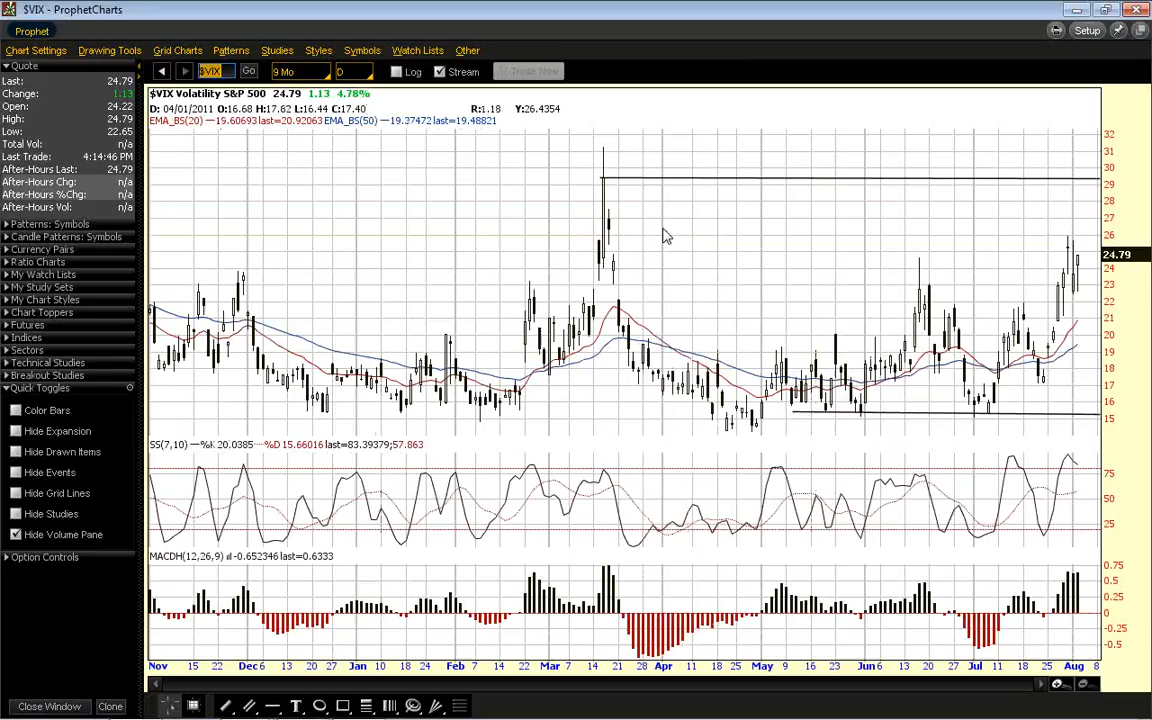 $VIX - ProphetCharts
Prophet
Setup
Chart Settings Drawing Tools Grid Charts Patterns Studies Styles Symbols Watch Lists Other
Quote
$VIX Go 9 Mo D Log Stream Trade Now
Last: 24.79
Change: 1.13
Open: 24.22
High: 24.79
Low: 22.65
Total Vol: n/a
Last Trade: 4:14:46 PM
After-Hours Last: 24.79
After-Hours Chg: n/a
After-Hours %Chg: n/a
After-Hours Vol: n/a
Patterns: Symbols
Candle Patterns: Symbols
Currency Pairs
Ratio Charts
My Watch Lists
My Study Sets
My Chart Styles
Chart Toppers
Futures
Indices
Sectors
Technical Studies
Breakout Studies
Quick Toggles
Color Bars
Hide Expansion
Hide Drawn Items
Hide Events
Hide Grid Lines
Hide Studies
Hide Volume Pane
Option Controls
Close Window Clone
$VIX Volatility S&P 500 24.79 1.13 4.78%
D: 04/01/2011 O:16.68 H:17.62 L:16.44 C:17.40 R:1.18 Y:26.4354
EMA_BS(20) —19.60693 last=20.92063 EMA_BS(50) —19.27472 last=19.48821
32
31
30
29
28
27
26
24.79
24
23
22
21
20
19
18
17
16
15
SS(7,10) —%K 20.0385 %D 15.66016 last=83.39379;57.863
75
50
25
MACDH(12,26,9) -0.652346 last=0.6333
0.75
0.5
0.25
0
-0.25
-0.5
Nov 15 22 Dec 6 13 20 27 Jan 10 18 24 Feb 7 14 22 Mar 7 14 21 28 Apr 11 18 25 May 9 16 23 Jun 6 13 20 27 Jul 11 18 25 Aug 8